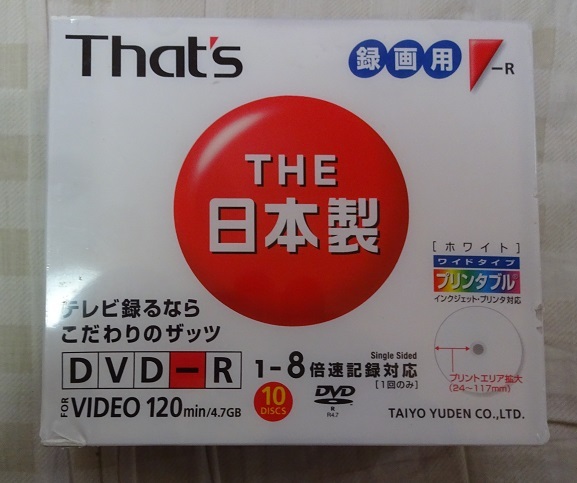 That's
録画用
-R
THE
日本製
[ホワイト]
ワイドタイプ
プリンタブル
インクジェット・プリンタ対応
テレビ録るなら
こだわりのザッツ
DVD-R
1-8倍速記録対応
Single Sided
[1回のみ]
プリントエリア拡大
(24～117mm)
FOR VIDEO 120min/4.7GB
10
DISCS
DVD
R
R4.7
TAIYO YUDEN CO.,LTD.